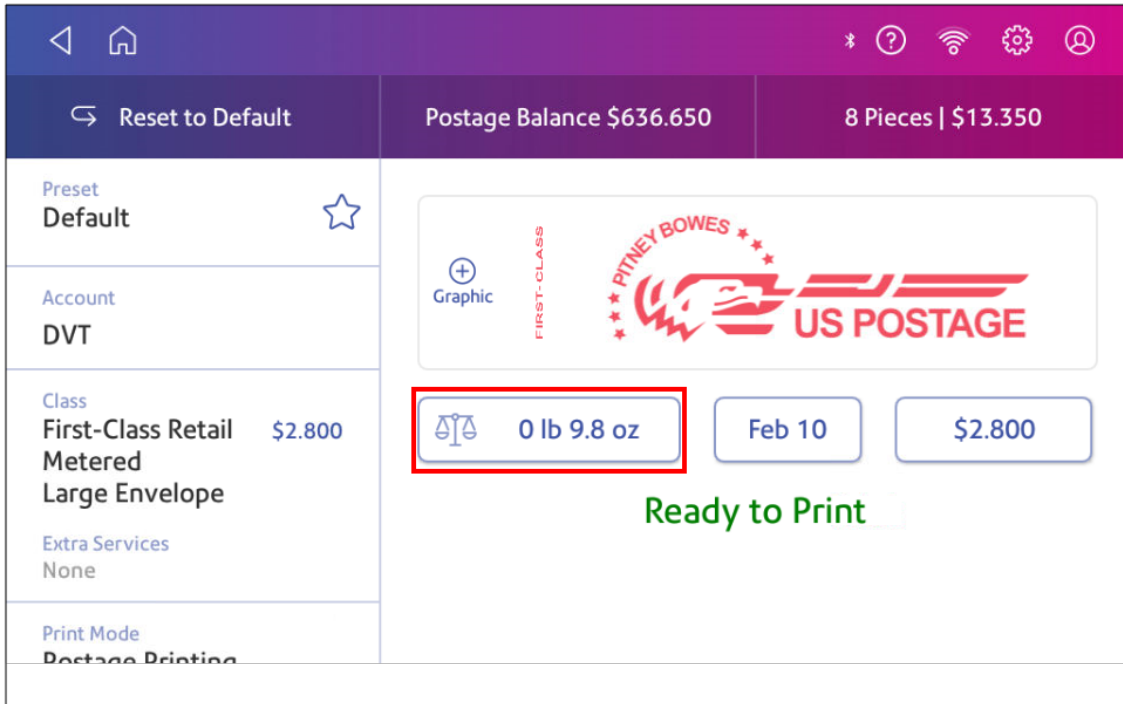 Reset to Default
Postage Balance $636.650
8 Pieces | $13.350
Preset
Default
Account
DVT
Class
First-Class Retail $2.800
Metered
Large Envelope
Extra Services
None
Print Mode
Postage Printing
Graphic
FIRST-CLASS
PITNEY BOWES
US POSTAGE
0 lb 9.8 oz
Feb 10
$2.800
Ready to Print